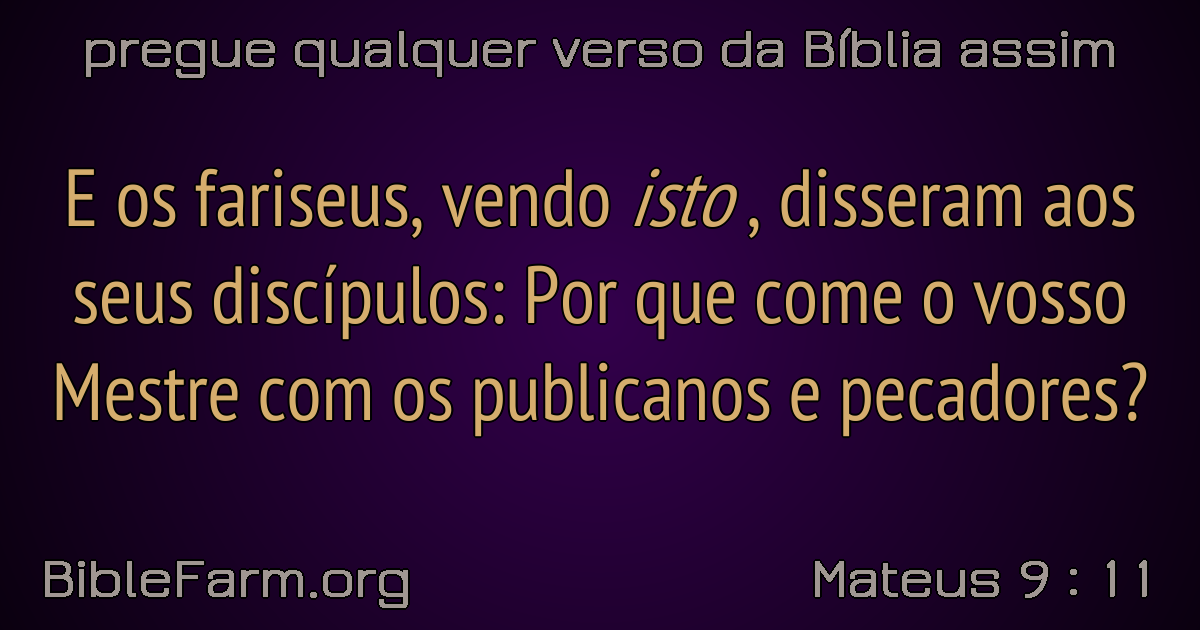 pregue qualquer verso da Bíblia assim
E os fariseus, vendo isto , disseram aos
seus discípulos: Por que come o vosso
Mestre com os publicanos e pecadores?
BibleFarm.org
Mateus 9 : 11